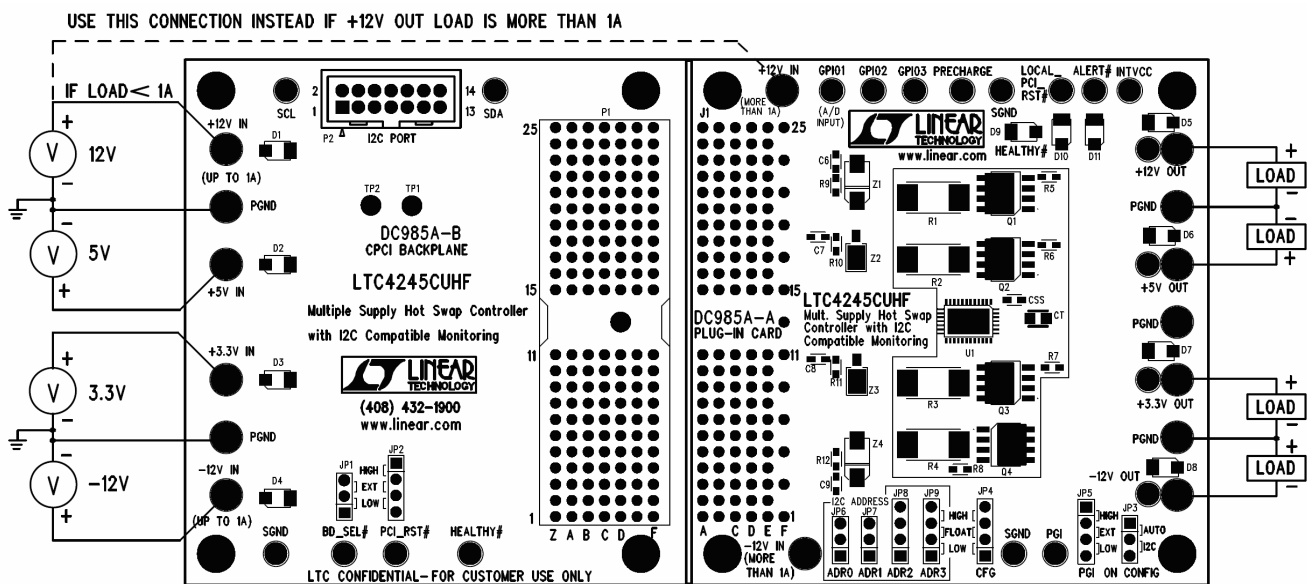 USE THIS CONNECTION INSTEAD IF +12V OUT LOAD IS MORE THAN 1A
IF LOAD< 1A
+
V
12V
-
-
V
5V
+
+
V
3.3V
-
-
V
-12V
+
SCL
2
1
14
13
P2
I2C PORT
SDA
+12V IN
D1
(UP TO 1A)
PGND
D2
+5V IN
+3.3V IN
D3
PGND
-12V IN
D4
(UP TO 1A)
TP2
TP1
DC985A-B
CPCI BACKPLANE
LTC4245CUHF
Multiple Supply Hot Swap Controller
with I2C Compatible Monitoring
LT LINEAR
TECHNOLOGY
(408) 432-1900
www.linear.com
JP1
JP2
HIGH
EXT
LOW
SGND
BD_SEL#
PCI_RST#
HEALTHY#
LTC CONFIDENTIAL-FOR CUSTOMER USE ONLY
P1
25
15
11
1
Z A B C D F
+12V IN
(MORE
THAN 1A)
GPIO1
GPIO2
GPIO3
PRECHARGE
LOCAL_
PCI_
RST#
ALERT#
INTVCC
(A/D
INPUT)
J1
25
15
11
1
A C D E F
LT LINEAR
TECHNOLOGY
www.linear.com
SGND
D9
HEALTHY#
D10
D11
D5
+12V OUT
PGND
D6
+5V OUT
PGND
D7
+3.3V OUT
PGND
-12V OUT
D8
C6
R9
Z1
R1
Q1
R5
C7
R10
Z2
R2
Q2
R6
DC985A-A
PLUG-IN CARD
LTC4245CUHF
Mult. Supply Hot Swap
Controller with I2C
Compatible Monitoring
CSS
CT
U1
C8
R11
Z3
R3
Q3
R7
R12
C9
Z4
R4
R8
Q4
I2C ADDRESS
JP6
JP7
JP8
JP9
ADR0
ADR1
ADR2
ADR3
HIGH
FLOAT
LOW
JP4
CFG
SGND
PGI
JP5
HIGH
EXT
LOW
JP3
AUTO
I2C
PGI
ON CONFIG
-12V IN
(MORE
THAN 1A)
+
LOAD
-
LOAD
+
+
LOAD
-
+
LOAD
-